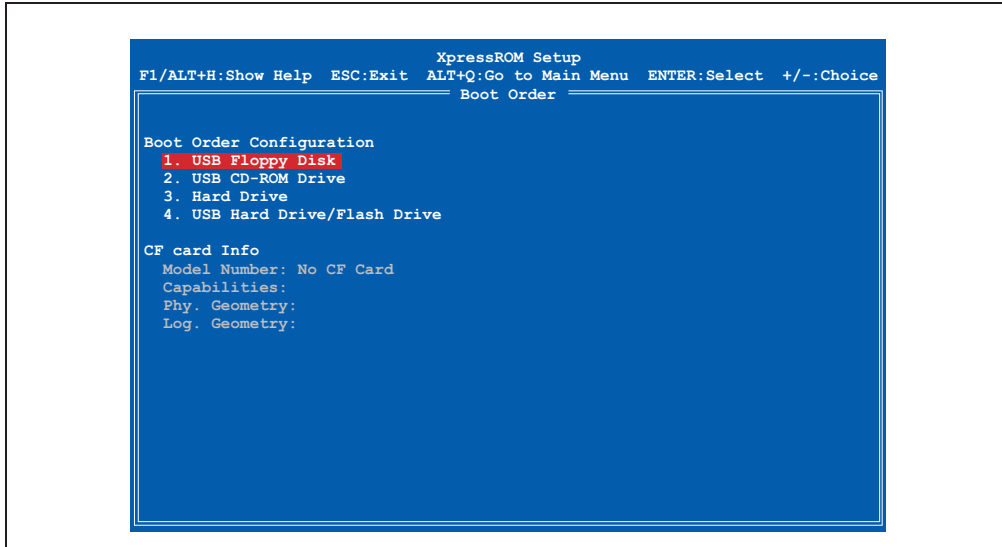 XpressROM Setup
F1/ALT+H:Show Help ESC:Exit ALT+Q:Go to Main Menu ENTER:Select +/-:Choice
Boot Order
Boot Order Configuration
1. USB Floppy Disk
2. USB CD-ROM Drive
3. Hard Drive
4. USB Hard Drive/Flash Drive
CF card Info
Model Number: No CF Card
Capabilities:
Phy. Geometry:
Log. Geometry: